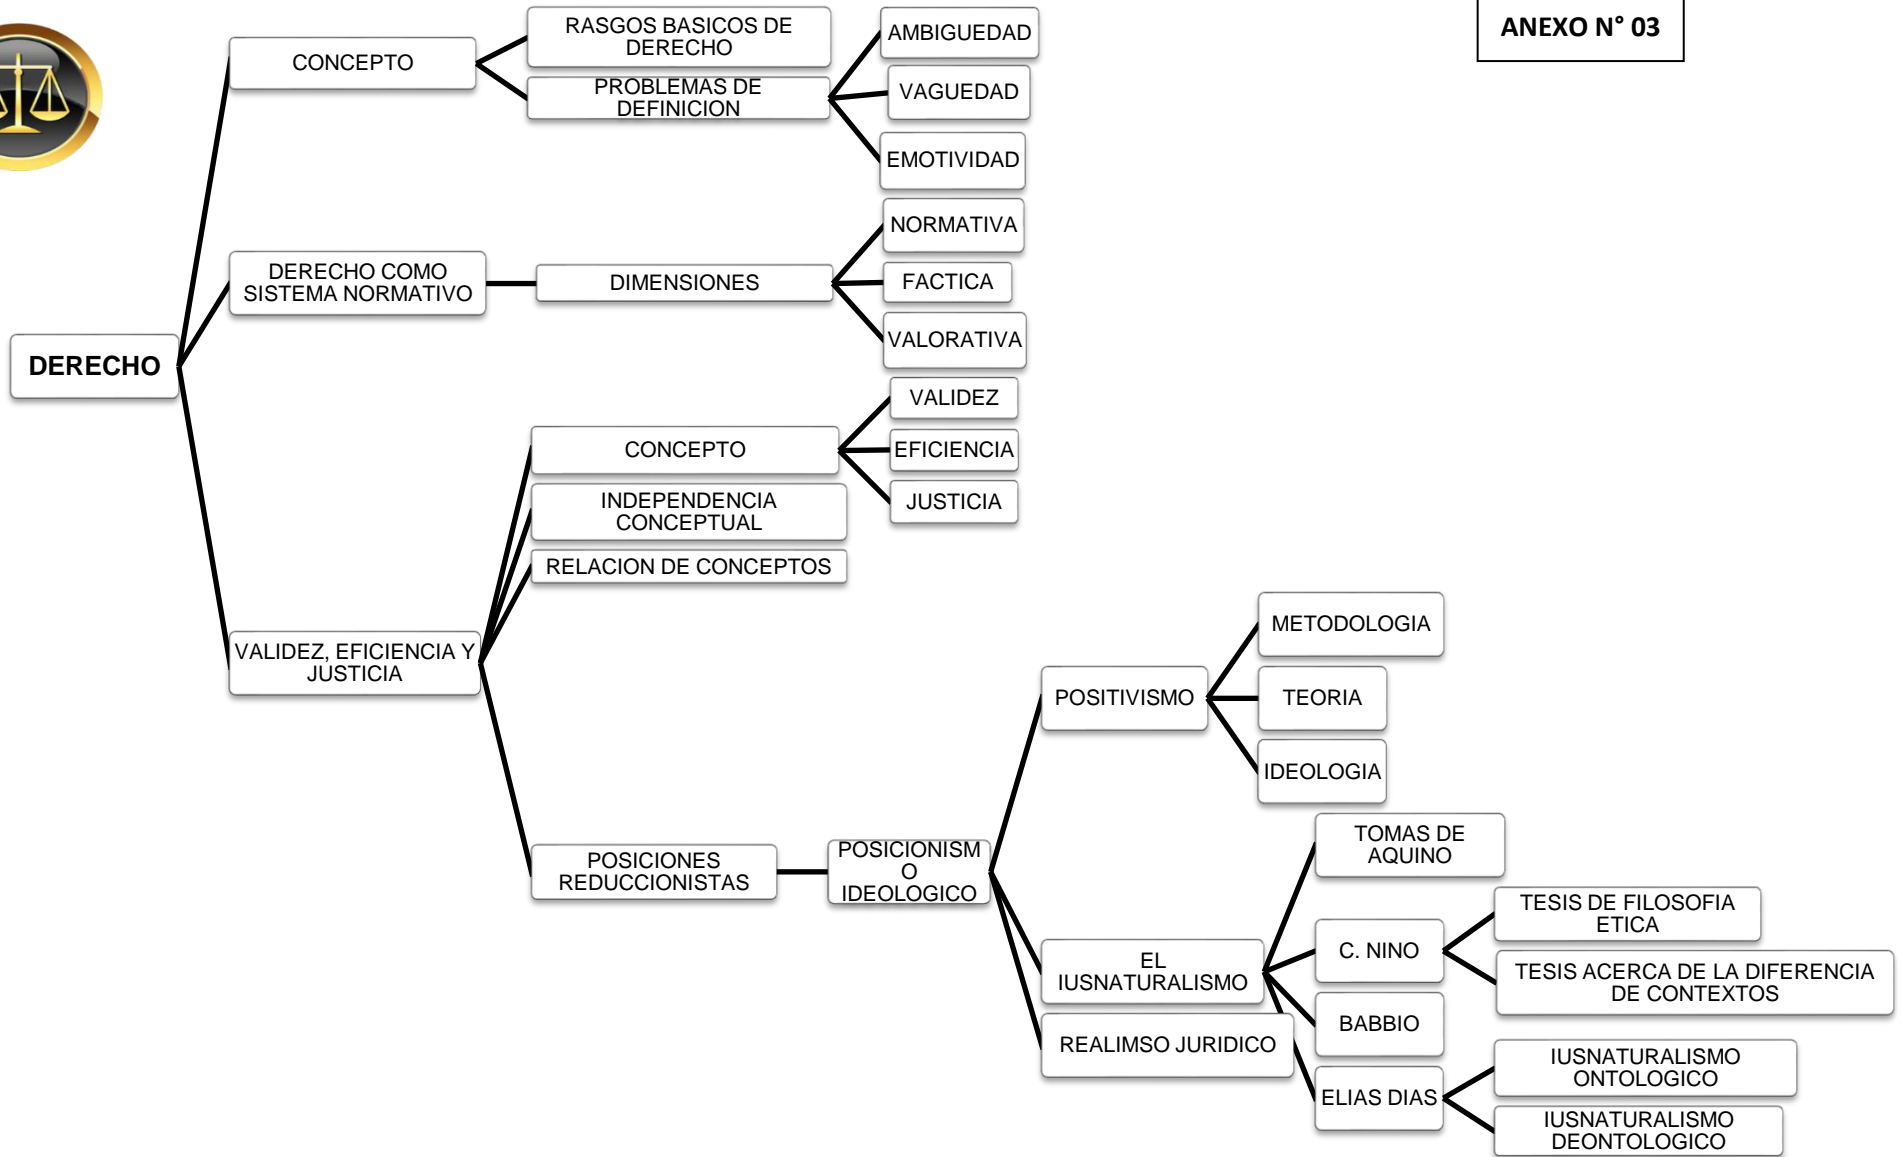 ANEXO N° 03
RASGOS BASICOS DE
DERECHO
AMBIGUEDAD
CONCEPTO
PROBLEMAS DE
DEFINICION
VAGUEDAD
EMOTIVIDAD
NORMATIVA
DERECHO COMO
SISTEMA NORMATIVO
DIMENSIONES
FACTICA
VALORATIVA
DERECHO
VALIDEZ
CONCEPTO
EFICIENCIA
JUSTICIA
INDEPENDENCIA
CONCEPTUAL
RELACION DE CONCEPTOS
VALIDEZ, EFICIENCIA Y
JUSTICIA
METODOLOGIA
POSITIVISMO
TEORIA
IDEOLOGIA
POSICIONES
REDUCCIONISTAS
POSICIONISM
O
IDEOLOGICO
TOMAS DE
AQUINO
EL
IUSNATURALISMO
C. NINO
TESIS DE FILOSOFIA
ETICA
TESIS ACERCA DE LA DIFERENCIA
DE CONTEXTOS
BABBIO
REALIMSO JURIDICO
ELIAS DIAS
IUSNATURALISMO
ONTOLOGICO
IUSNATURALISMO
DEONTOLOGICO